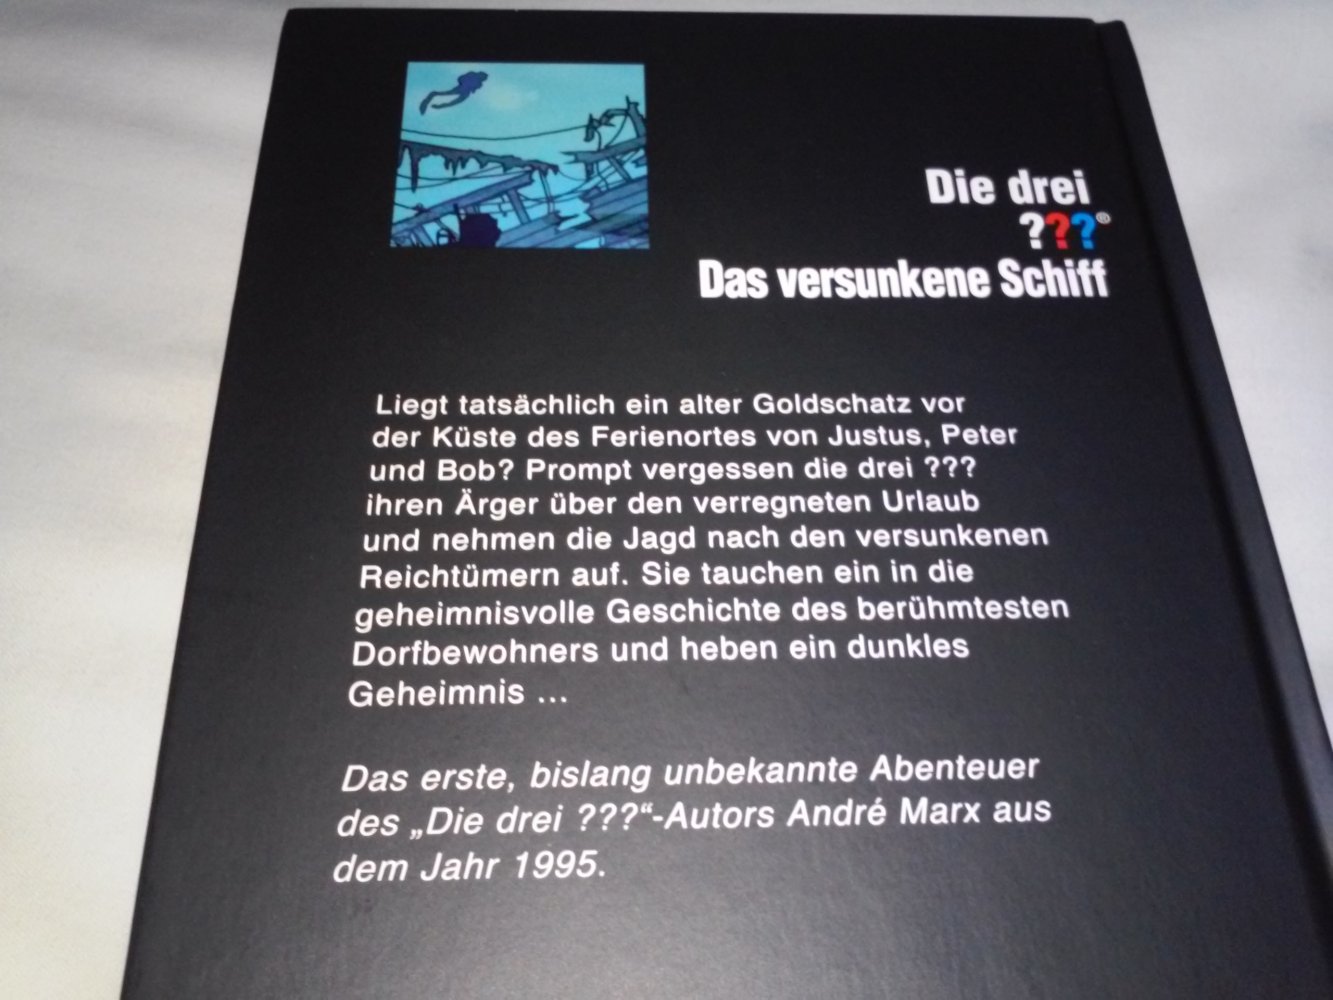 Die drei
???®
Das versunkene Schiff
Liegt tatsächlich ein alter Goldschatz vor
der Küste des Ferienortes von Justus, Peter
und Bob? Prompt vergessen die drei ???
ihren Ärger über den verregneten Urlaub
und nehmen die Jagd nach den versunkenen
Reichtümern auf. Sie tauchen ein in die
geheimnisvolle Geschichte des berühmtesten
Dorfbewohners und heben ein dunkles
Geheimnis ...
Das erste, bislang unbekannte Abenteuer
des „Die drei ???“-Autors André Marx aus
dem Jahr 1995.